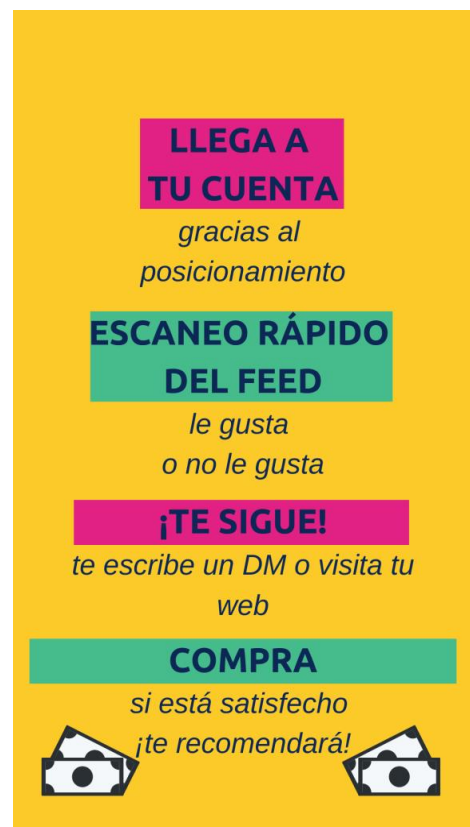 LLEGA A
TU CUENTA
gracias al
posicionamiento
ESCANEO RÁPIDO
DEL FEED
le gusta
o no le gusta
¡TE SIGUE!
te escribe un DM o visita tu
web
COMPRA
si está satisfecho
¡te recomendará!